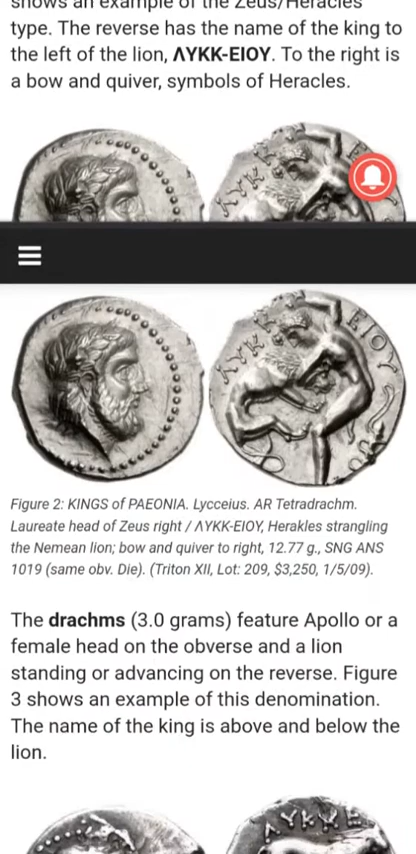 shows an example of the Zeus/Heracles
type. The reverse has the name of the king to
the left of the lion, ΛΥΚΚ-ΕΙΟΥ. To the right is
a bow and quiver, symbols of Heracles.
ΛΥΚΚ
ΛΥΚΚ ΕΙΟΥ
Figure 2: KINGS of PAEONIA. Lycceius. AR Tetradrachm.
Laureate head of Zeus right / ΛΥΚΚ-ΕΙΟΥ, Herakles strangling
the Nemean lion; bow and quiver to right, 12.77 g., SNG ANS
1019 (same obv. Die). (Triton XII, Lot: 209, $3,250, 1/5/09).
The drachms (3.0 grams) feature Apollo or a
female head on the obverse and a lion
standing or advancing on the reverse. Figure
3 shows an example of this denomination.
The name of the king is above and below the
lion.
ΛΥΚΚΕ